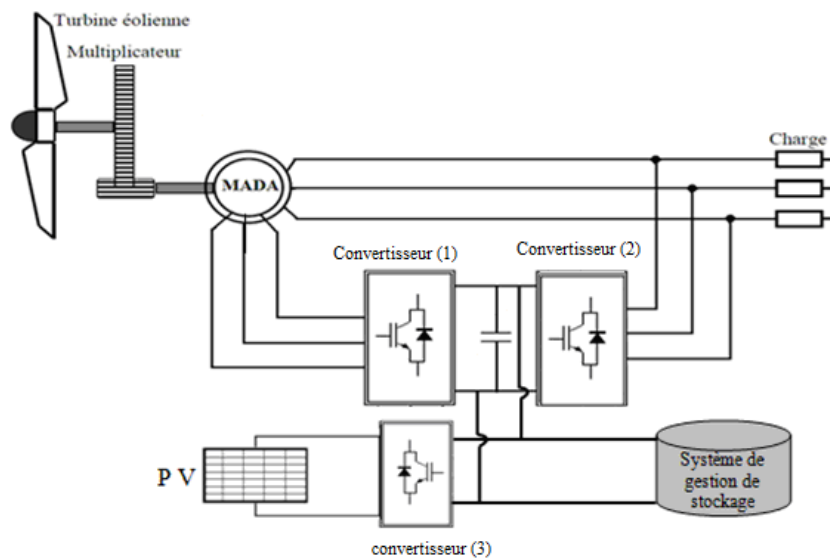 Turbine éolienne
Multiplicateur
Charge
MADA
Convertisseur (1)
Convertisseur (2)
P V
Système de
gestion de
stockage
convertisseur (3)